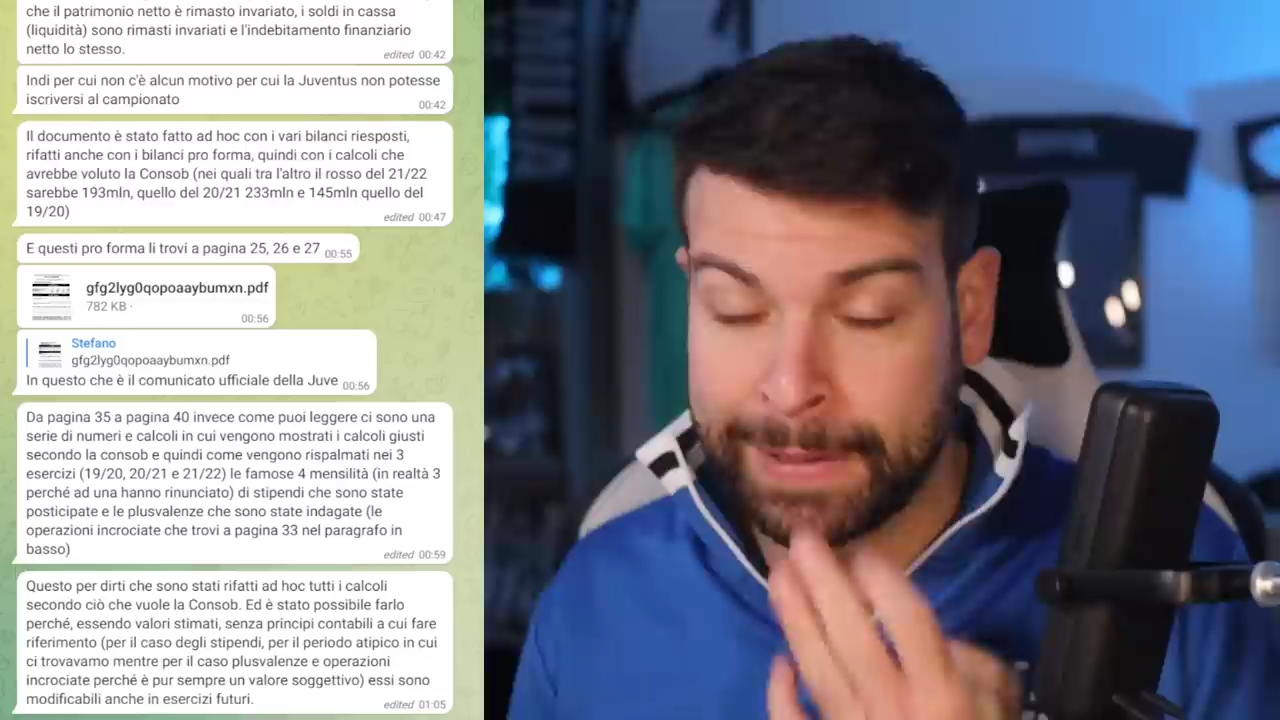 che il patrimonio netto è rimasto invariato, i soldi in cassa
(liquidità) sono rimasti invariati e l'indebitamento finanziario
netto lo stesso.
edited 00:42
Indi per cui non c'è alcun motivo per cui la Juventus non potesse
iscriversi al campionato
00:42
Il documento è stato fatto ad hoc con i vari bilanci riesposti,
rifatti anche con i bilanci pro forma, quindi con i calcoli che
avrebbe voluto la Consob (nei quali tra l'altro il rosso del 21/22
sarebbe 193mln, quello del 20/21 233mln e 145mln quello del
19/20)
edited 00:47
E questi pro forma li trovi a pagina 25, 26 e 27 00:55
gfg2lyg0qopoaaybumxn.pdf
782 KB ·
00:56
Stefano
gfg2lyg0qopoaaybumxn.pdf
In questo che è il comunicato ufficiale della Juve 00:56
Da pagina 35 a pagina 40 invece come puoi leggere ci sono una
serie di numeri e calcoli in cui vengono mostrati i calcoli giusti
secondo la consob e quindi come vengono rispalmati nei 3
esercizi (19/20, 20/21 e 21/22) le famose 4 mensilità (in realtà 3
perché ad una hanno rinunciato) di stipendi che sono state
posticipate e le plusvalenze che sono state indagate (le
operazioni incrociate che trovi a pagina 33 nel paragrafo in
basso)
edited 00:59
Questo per dirti che sono stati rifatti ad hoc tutti i calcoli
secondo ciò che vuole la Consob. Ed è stato possibile farlo
perché, essendo valori stimati, senza principi contabili a cui fare
riferimento (per il caso degli stipendi, per il periodo atipico in cui
ci trovavamo mentre per il caso plusvalenze e operazioni
incrociate perché è pur sempre un valore soggettivo) essi sono
modificabili anche in esercizi futuri.
edited 01:05